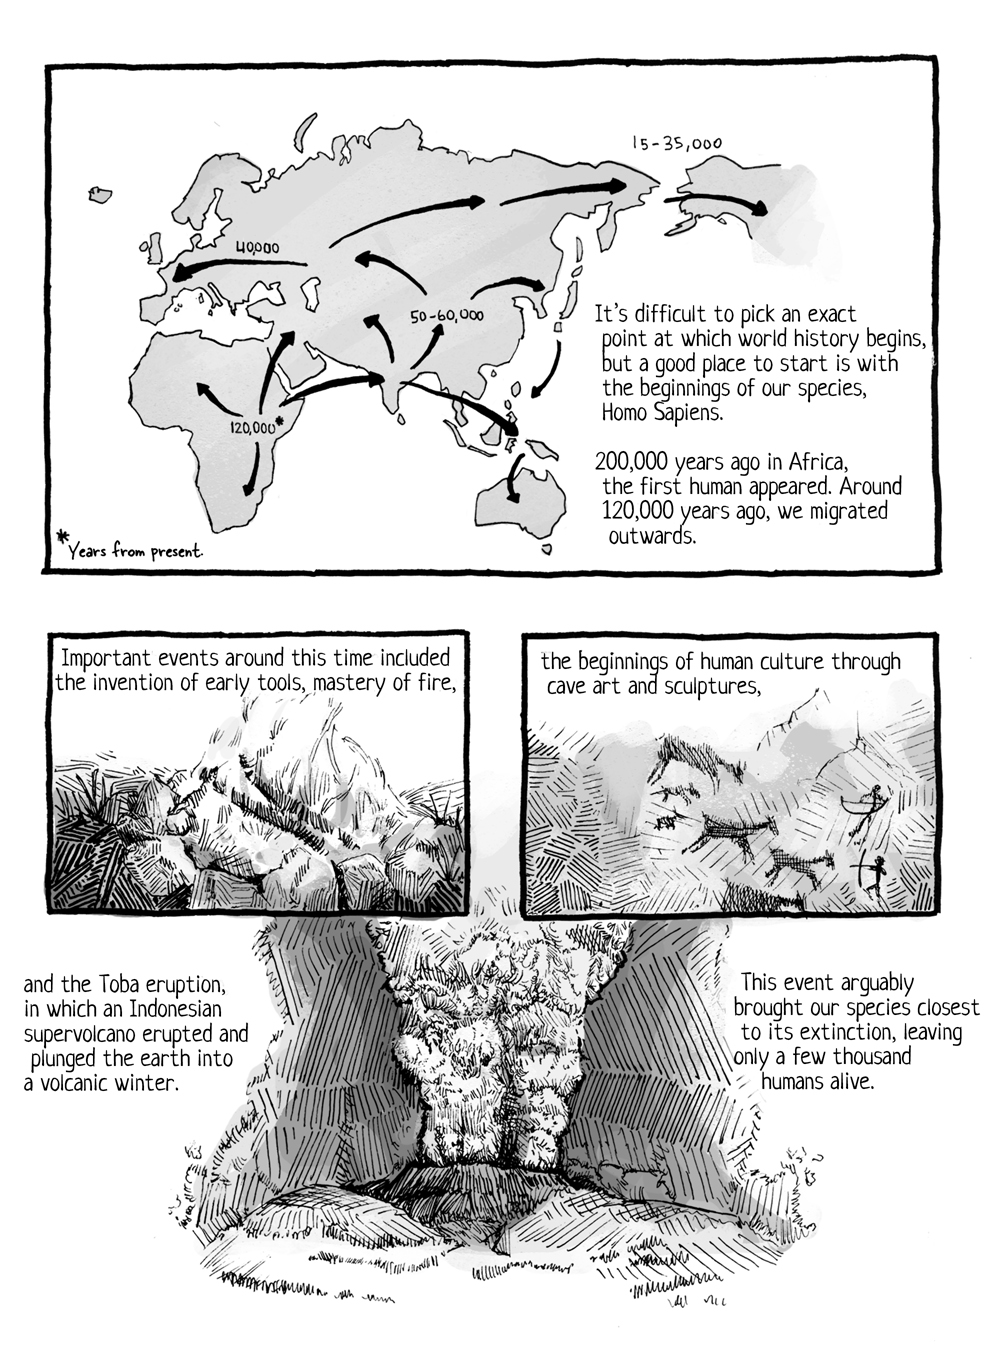 15-35,000
40,000
50-60,000
120,000*
*Years from present.
It's difficult to pick an exact
point at which world history begins,
but a good place to start is with
the beginnings of our species,
Homo Sapiens.
200,000 years ago in Africa,
the first human appeared. Around
120,000 years ago, we migrated
outwards.
Important events around this time included
the invention of early tools, mastery of fire,
the beginnings of human culture through
cave art and sculptures,
and the Toba eruption,
in which an Indonesian
supervolcano erupted and
plunged the earth into
a volcanic winter.
This event arguably
brought our species closest
to its extinction, leaving
only a few thousand
humans alive.